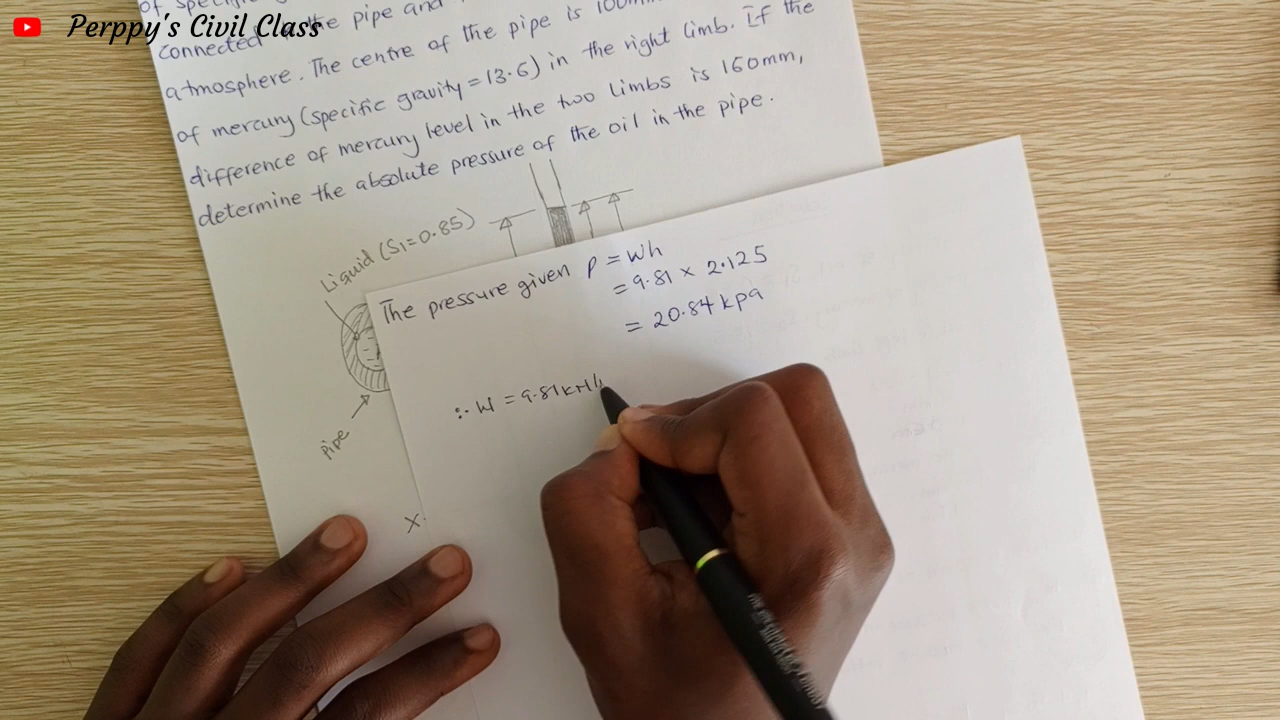 Perppy's Civil Class
of specific
connected the pipe and
atmosphere. The centre of the pipe is 100mm
of mercury (specific gravity = 13.6) in the right limb. If the
difference of mercury level in the two limbs is 160mm,
determine the absolute pressure of the oil in the pipe.
Liquid (S1=0.85)
pipe
X
The pressure given P = Wh
= 9.81 × 2.125
= 20.84 kpa
∴ W = 9.81